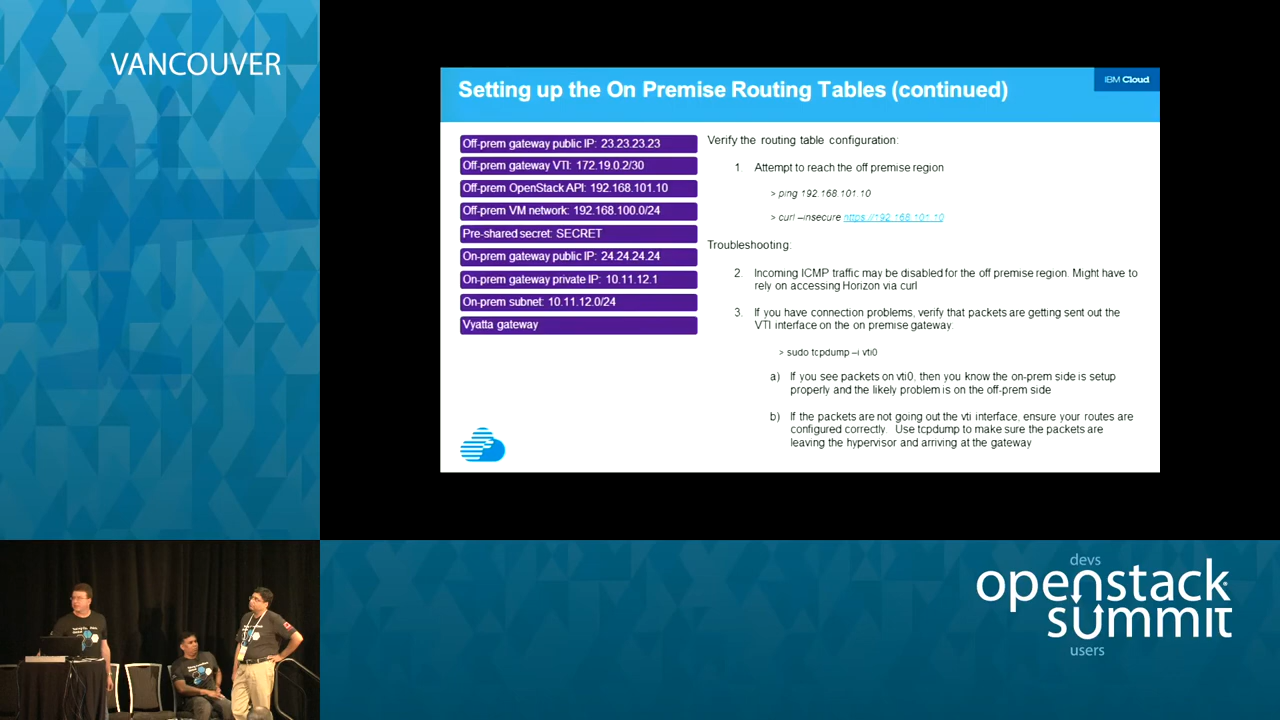 VANCOUVER
Setting up the On Premise Routing Tables (continued)
IBM Cloud
Off-prem gateway public IP: 23.23.23.23
Off-prem gateway VTI: 172.19.0.2/30
Off-prem OpenStack API: 192.168.101.10
Off-prem VM network: 192.168.100.0/24
Pre-shared secret: SECRET
On-prem gateway public IP: 24.24.24.24
On-prem gateway private IP: 10.11.12.1
On-prem subnet: 10.11.12.0/24
Vyatta gateway
Verify the routing table configuration:
1. Attempt to reach the off premise region
> ping 192.168.101.10
> curl –insecure https://192.168.101.10
Troubleshooting:
2. Incoming ICMP traffic may be disabled for the off premise region. Might have to
rely on accessing Horizon via curl
3. If you have connection problems, verify that packets are getting sent out the
VTI interface on the on premise gateway:
> sudo tcpdump –i vti0
a) If you see packets on vti0, then you know the on-prem side is setup
properly and the likely problem is on the off-prem side
b) If the packets are not going out the vti interface, ensure your routes are
configured correctly. Use tcpdump to make sure the packets are
leaving the hypervisor and arriving at the gateway
devs
openstack
summit
users